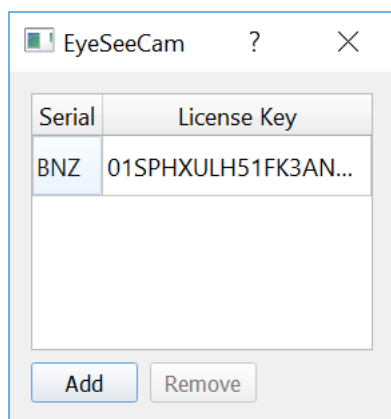 EyeSeeCam ?
Serial License Key
BNZ 01SPHXULH51FK3AN...
Add Remove